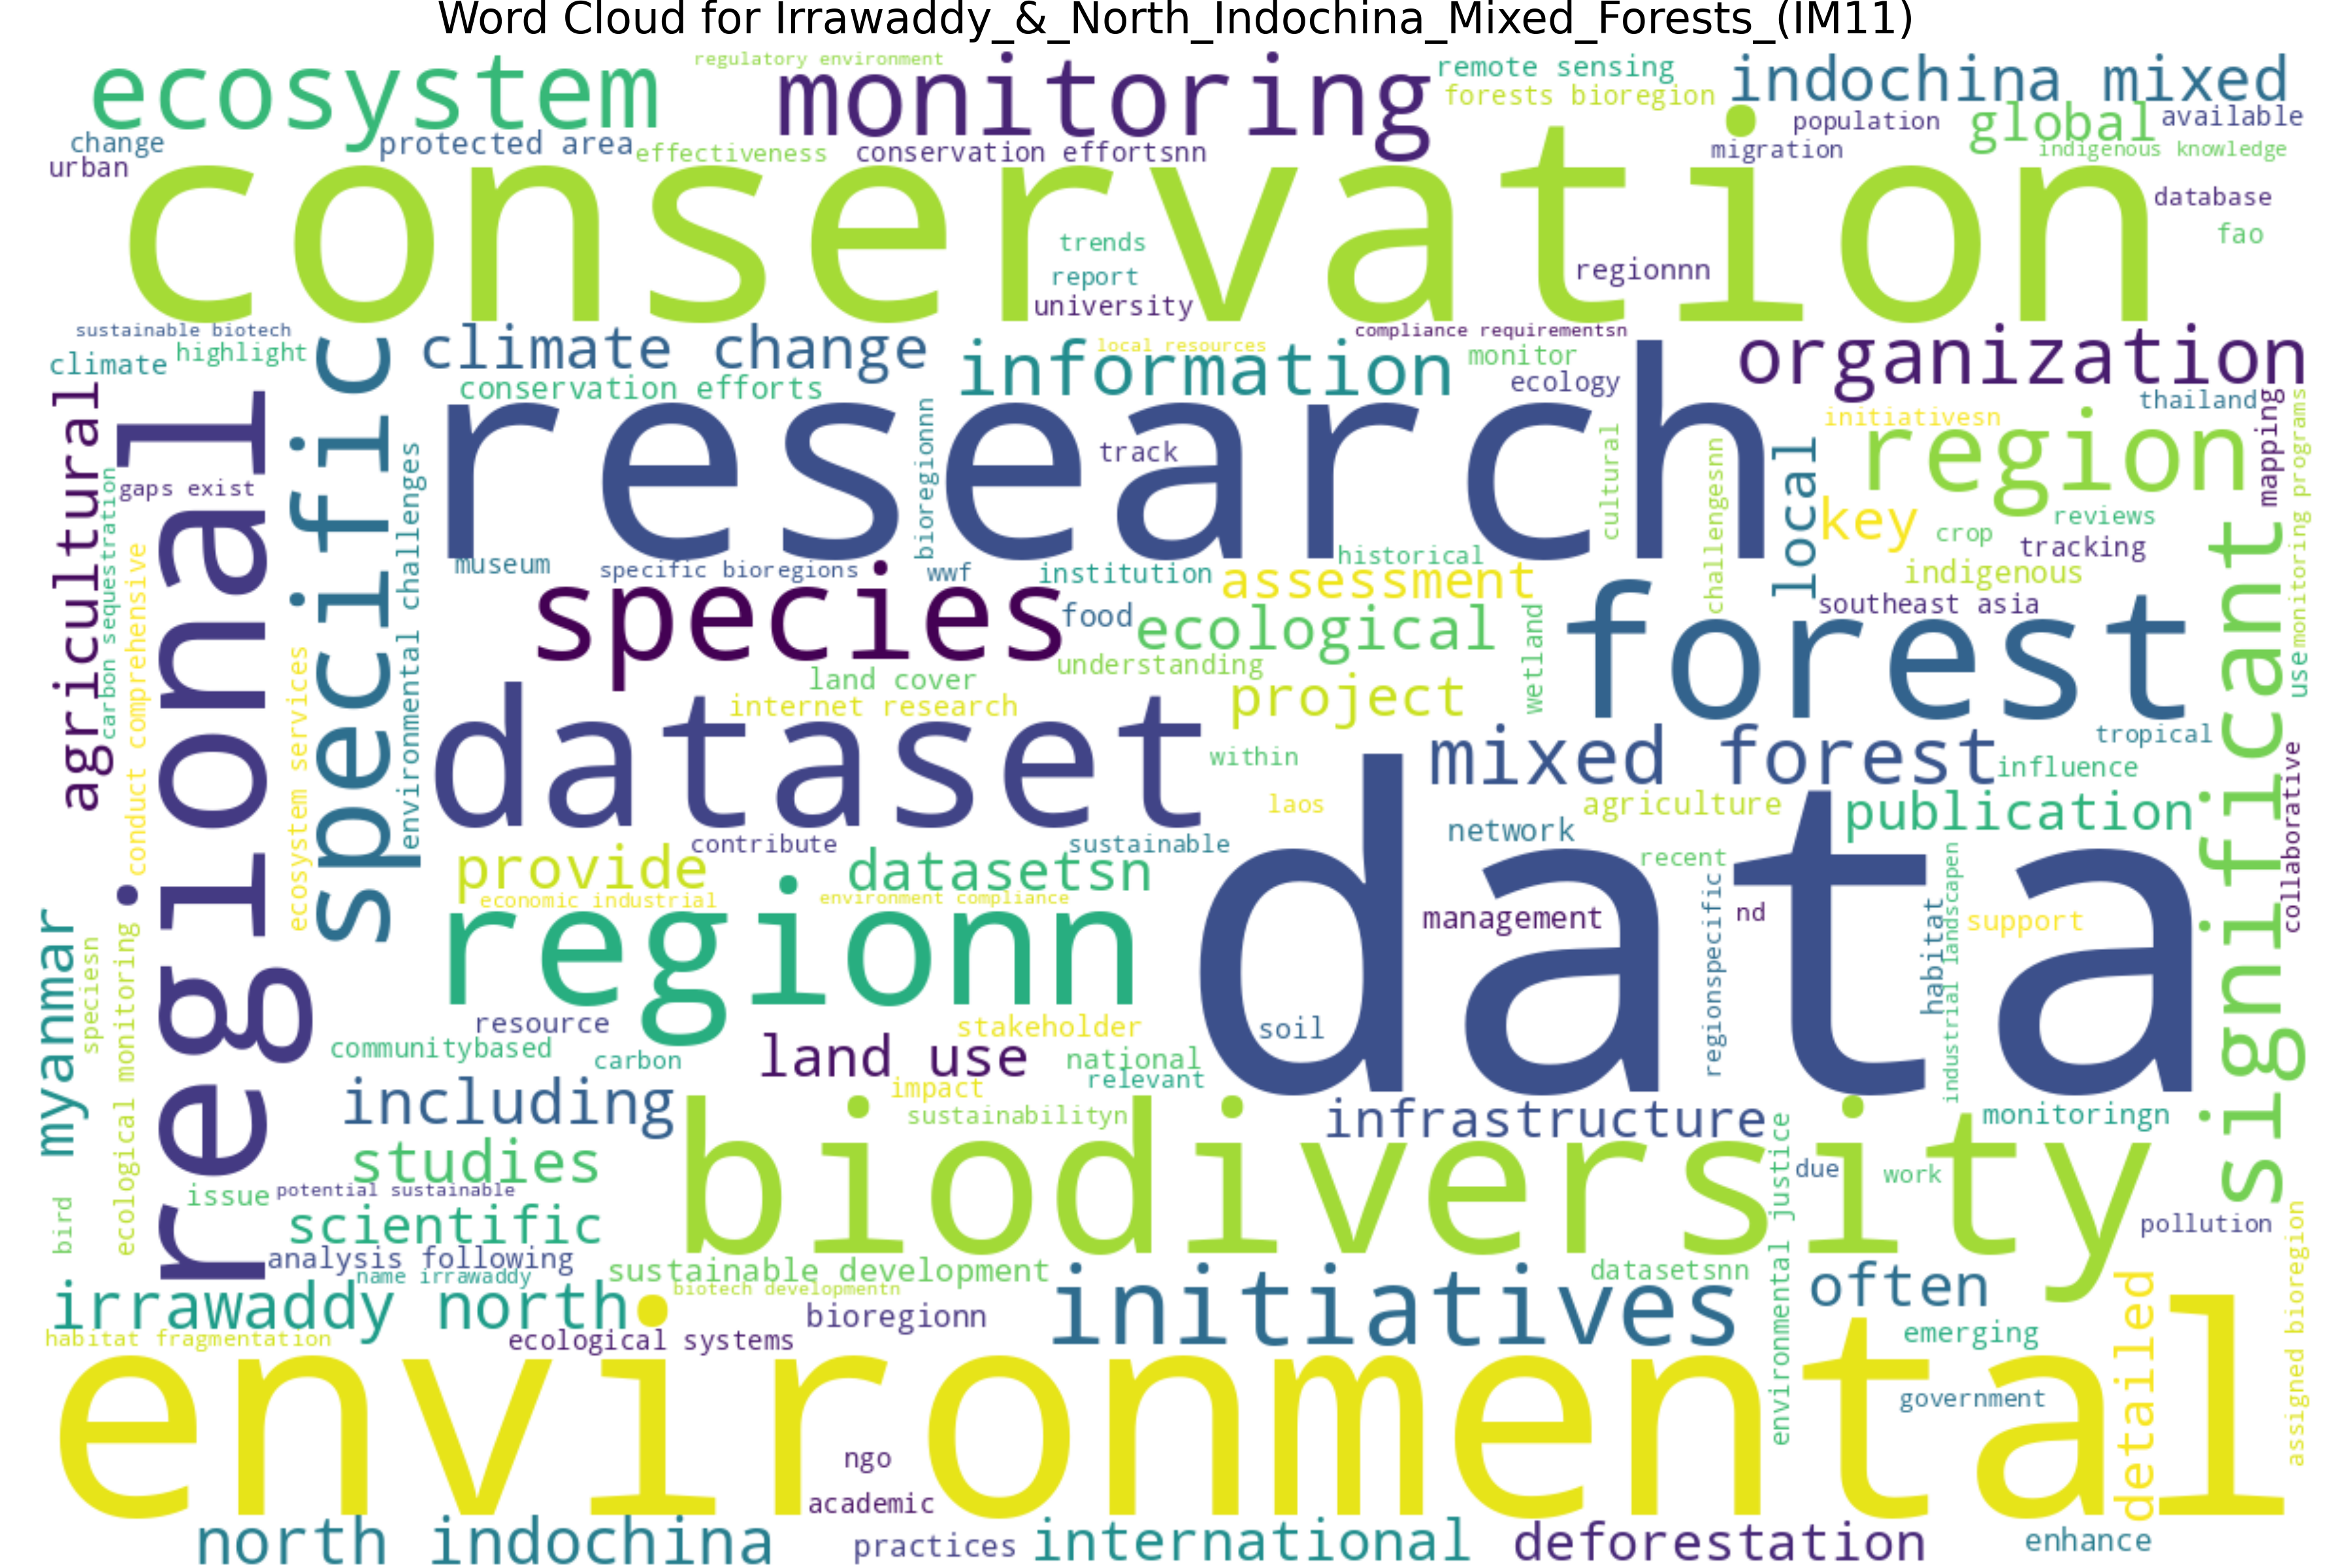 Word Cloud for Irrawaddy_&_North_Indochina_Mixed_Forests_(IM11)
ecosystem
regulatory environment
monitoring
remote sensing
forests bioregion
indochina mixed
change
protected area
effectiveness
conservation effortsnn
population
global
available
urban
migration
indigenous knowledge
conservation
database
trends
fao
report
regionnn
university
sustainable biotech
compliance requirementsn
climate
highlight
climate change
information
local resources
monitor
organization
conservation efforts
ecology
thailand
agricultural
regional
specific
research
initiativesn
region
mapping
monitoring programs
carbon sequestration
gaps exist
environmental challenges
bioregionnn
track
cultural
challengesnn
local
key
crop
reviews
tracking
conduct comprehensive
museum
specific bioregions
wwf
institution
historical
assessment
indigenous
significant
species
food
ecological
southeast asia
forest
understanding
wetland
use
ecosystem services
land cover
internet research
project
dataset
within
mixed forest
tropical
influence
laos
agriculture
publication
collaborative
contribute
sustainable
network
data
provide
datasetsn
recent
economic industrial
environment compliance
regionn
management
regionspecific
nd
habitat
industrial landscapen
support
myanmar
speciesn
ecological monitoring
resource
stakeholder
soil
communitybased
carbon
land use
national
relevant
including
impact
sustainabilityn
infrastructure
monitoringn
biodiversity
environmental justice
studies
due
work
issue
potential sustainable
bird
scientific
pollution
analysis following
name irrawaddy
sustainable development
datasetsnn
assigned bioregion
irrawaddy north
biotech developmentn
bioregionn
initiatives
often
detailed
habitat fragmentation
ecological systems
emerging
environmental
government
ngo
academic
north indochina
practices
international
deforestation
enhance